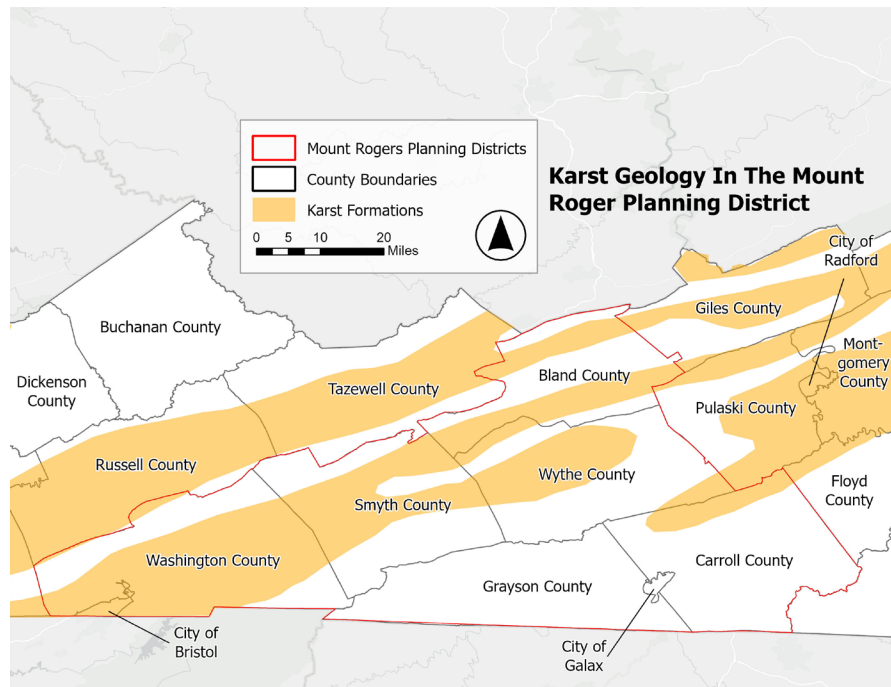 Mount Rogers Planning Districts
County Boundaries
Karst Formations
0 5 10 20
Miles
Karst Geology In The Mount
Roger Planning District
City of
Radford
Giles County
Buchanan County
Mont-
gomery
County
Dickenson
County
Bland County
Tazewell County
Pulaski County
Russell County
Wythe County
Floyd
County
Smyth County
Washington County
Carroll County
Grayson County
City of
Bristol
City of
Galax